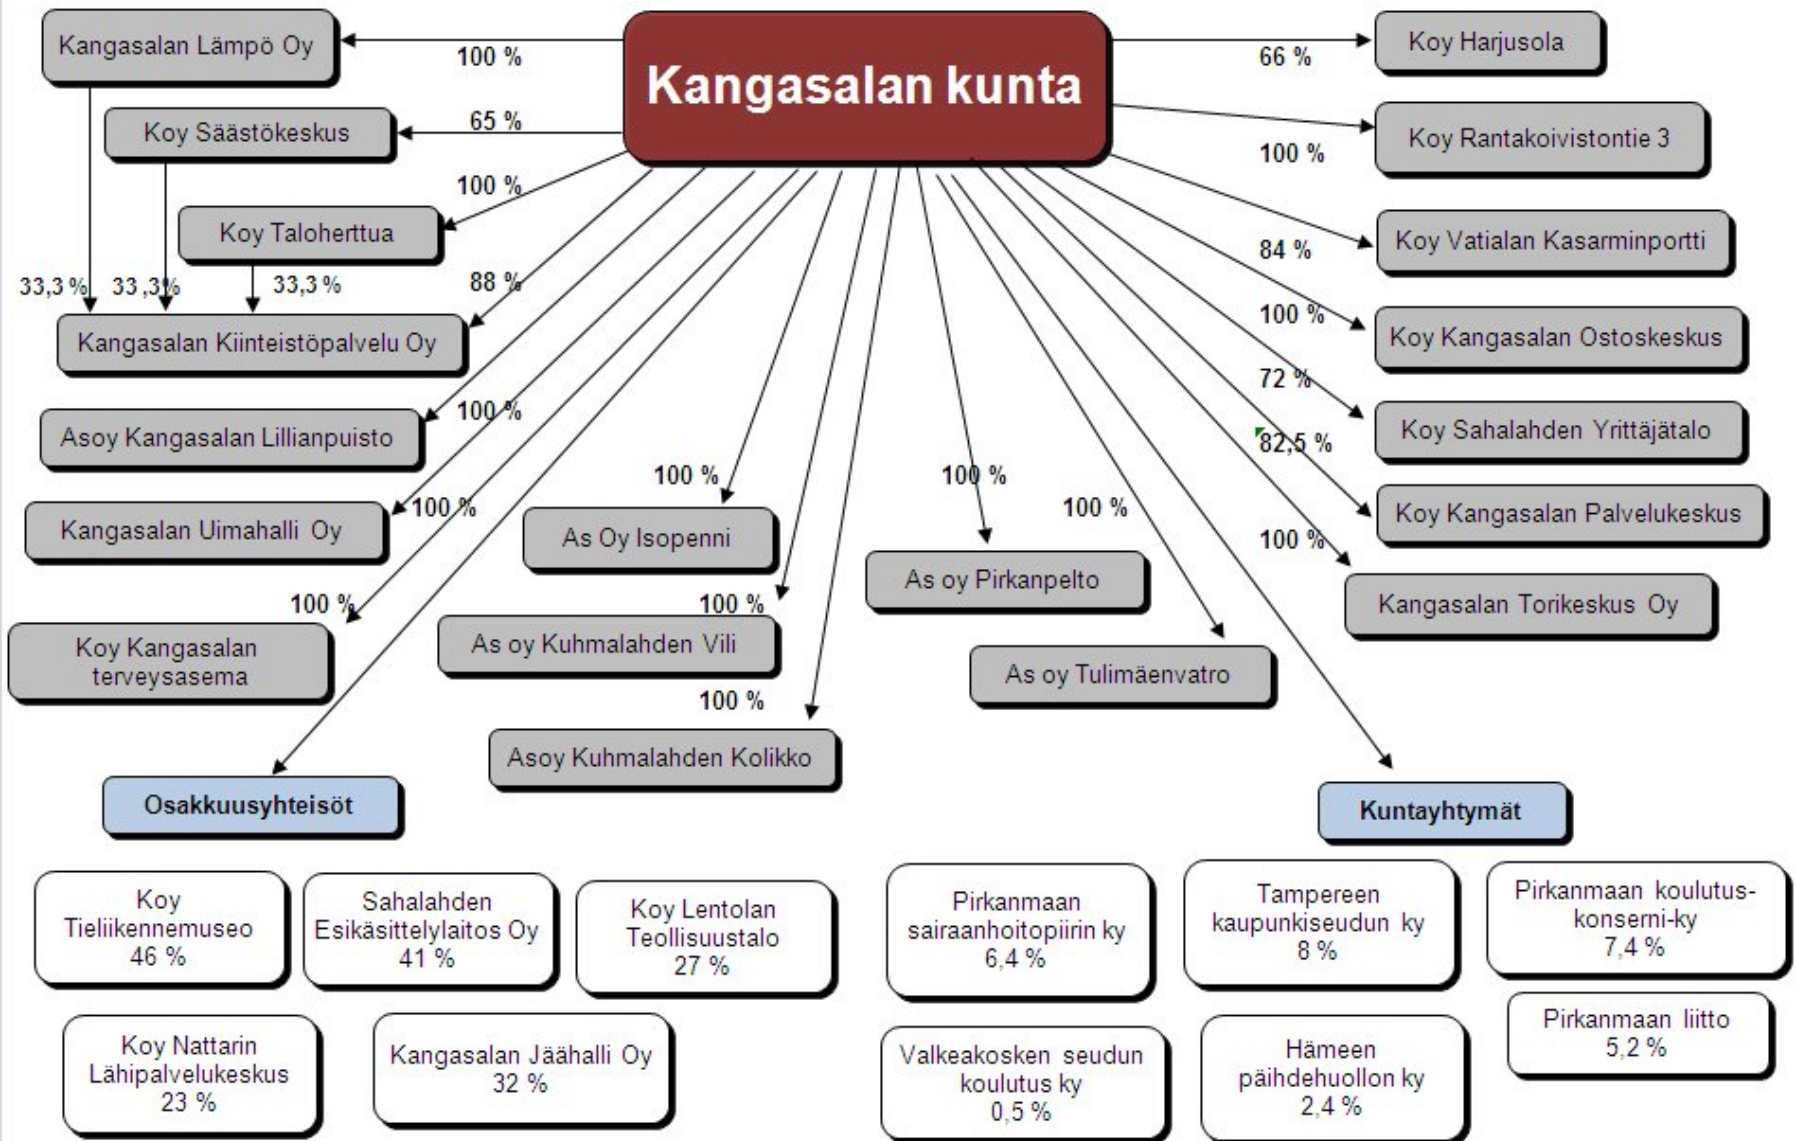 Kangasalan kunta
Kangasalan Lämpö Oy
100 %
66 %
Koy Harjusola
Koy Säästökeskus
65 %
100 %
Koy Rantakoivistontie 3
100 %
Koy Taloherttua
84 %
Koy Vatialan Kasarminportti
33,3 %
33 ,3%
33,3 %
88 %
Kangasalan Kiinteistöpalvelu Oy
100 %
Koy Kangasalan Ostoskeskus
72 %
100 %
Asoy Kangasalan Lillianpuisto
Koy Sahalahden Yrittäjätalo
82,5 %
100 %
Kangasalan Uimahalli Oy
100 %
As Oy Isopenni
100 %
100 %
Koy Kangasalan Palvelukeskus
100 %
As oy Pirkanpelto
Kangasalan Torikeskus Oy
100 %
Koy Kangasalan
terveysasema
100 %
As oy Kuhmalahden Vili
As oy Tulimäenvatro
100 %
Asoy Kuhmalahden Kolikko
Osakkuusyhteisöt
Kuntayhtymät
Koy
Tieliikennemuseo
46 %
Sahalahden
Esikäsittelylaitos Oy
41 %
Koy Lentolan
Teollisuustalo
27 %
Pirkanmaan
sairaanhoitopiirin ky
6,4 %
Tampereen
kaupunkiseudun ky
8 %
Pirkanmaan koulutus-
konserni-ky
7,4 %
Koy Nattarin
Lähipalvelukeskus
23 %
Kangasalan Jäähalli Oy
32 %
Valkeakosken seudun
koulutus ky
0,5 %
Hämeen
päihdehuollon ky
2,4 %
Pirkanmaan liitto
5,2 %